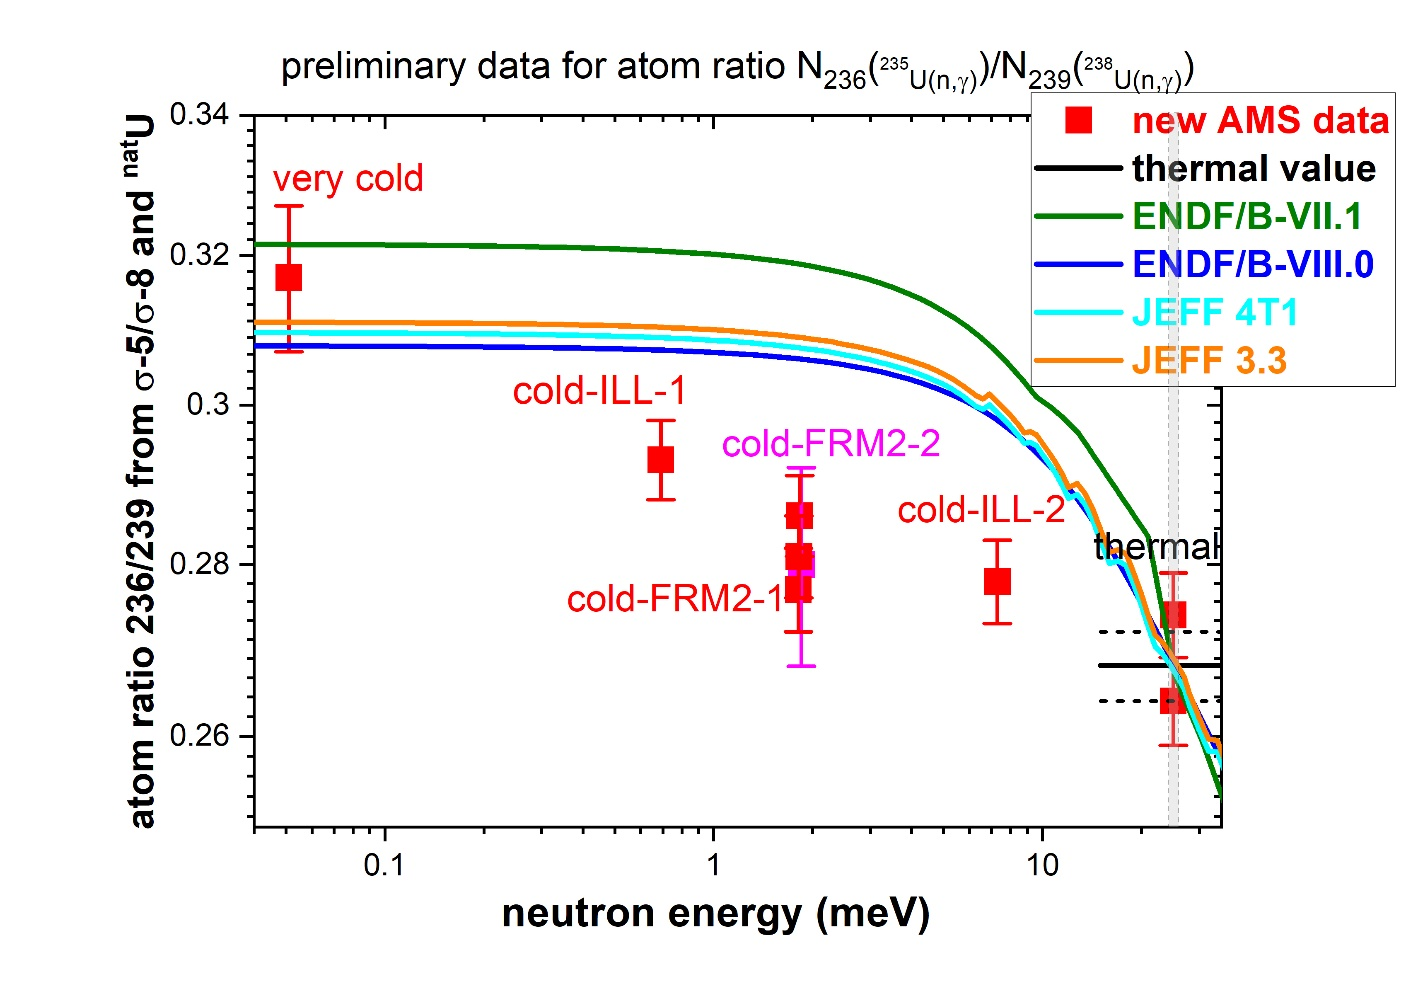 preliminary data for atom ratio N236(235U(n,γ))/N239(238U(n,γ))
new AMS data
thermal value
ENDF/B-VII.1
ENDF/B-VIII.0
JEFF 4T1
JEFF 3.3
atom ratio 236/239 from σ-5/σ-8 and natU
0.34
0.32
0.3
0.28
0.26
very cold
cold-ILL-1
cold-FRM2-2
cold-ILL-2
thermal
cold-FRM2-1
0.1
1
10
neutron energy (meV)